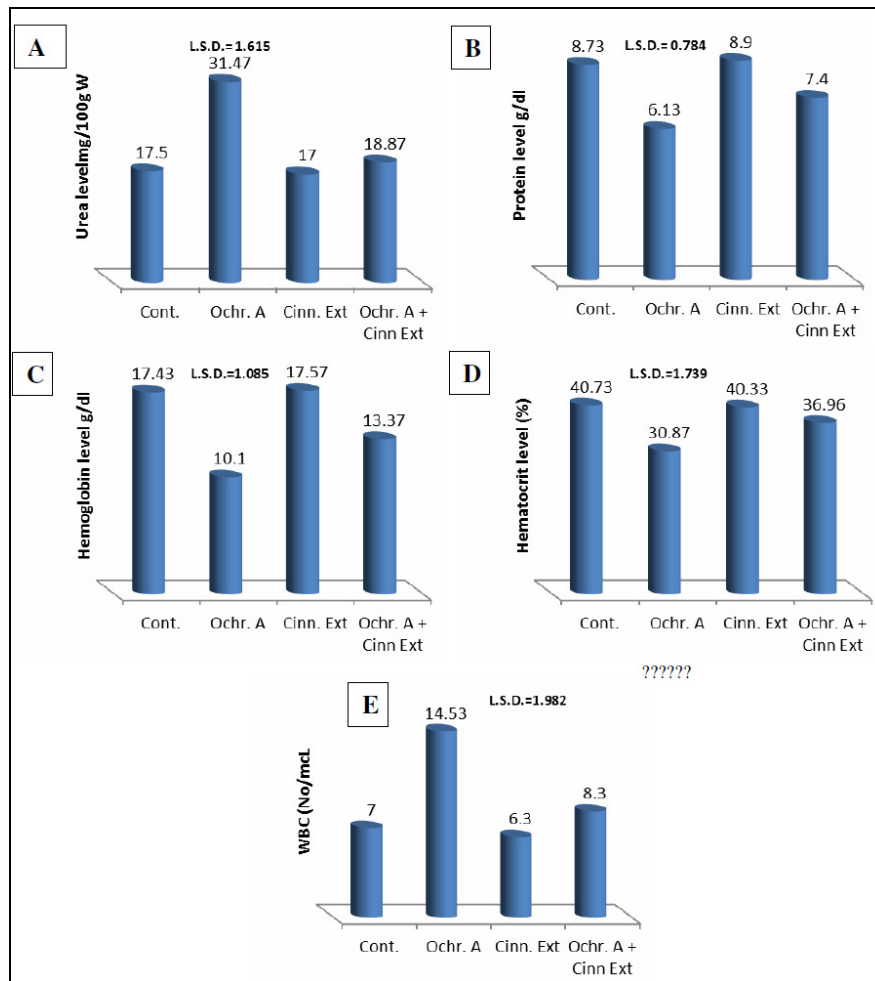 A
L.S.D.= 1.615
31.47
17.5
17
18.87
Urea levelmg/100g W
Cont.
Ochr. A
Cinn. Ext
Ochr. A +
Cinn Ext
B
8.73
L.S.D.= 0.784
8.9
6.13
7.4
Protein level g/dl
Cont.
Ochr. A
Cinn. Ext
Ochr. A +
Cinn Ext
C
17.43
L.S.D.=1.085
17.57
10.1
13.37
Hemoglobin level g/dl
Cont.
Ochr. A
Cinn. Ext
Ochr. A +
Cinn Ext
D
L.S.D.=1.739
40.73
30.87
40.33
36.96
Hematocrit level (%)
Cont.
Ochr. A
Cinn. Ext
Ochr. A +
Cinn Ext
??????
E
L.S.D.=1.982
14.53
7
6.3
8.3
WBC (No/mcL
Cont.
Ochr. A
Cinn. Ext
Ochr. A +
Cinn Ext